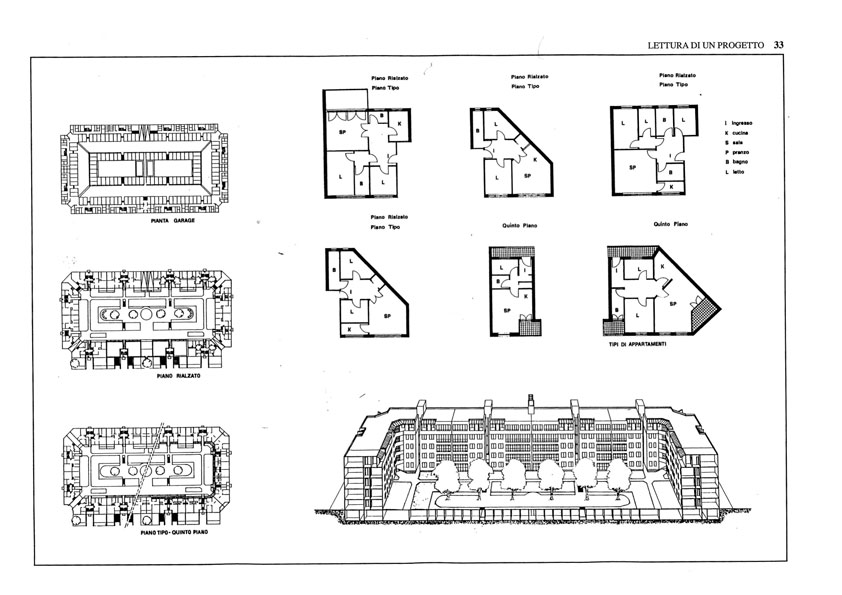 LETTURA DI UN PROGETTO 33
Piano Rialzato
Piano Tipo
B
K
SP
I
L
B
L
Piano Rialzato
Piano Tipo
B
L
I
K
L
SP
Piano Rialzato
Piano Tipo
L
L
B
L
I
SP
B
K
I ingresso
K cucina
S sala
P pranzo
B bagno
L letto
PIANTA GARAGE
Piano Rialzato
Piano Tipo
B
L
I
L
K
SP
Quinto Piano
L
I
B
K
SP
Quinto Piano
I
L
K
L
SP
B
TIPI DI APPARTAMENTI
PIANO RIALZATO
PIANO TIPO-QUINTO PIANO